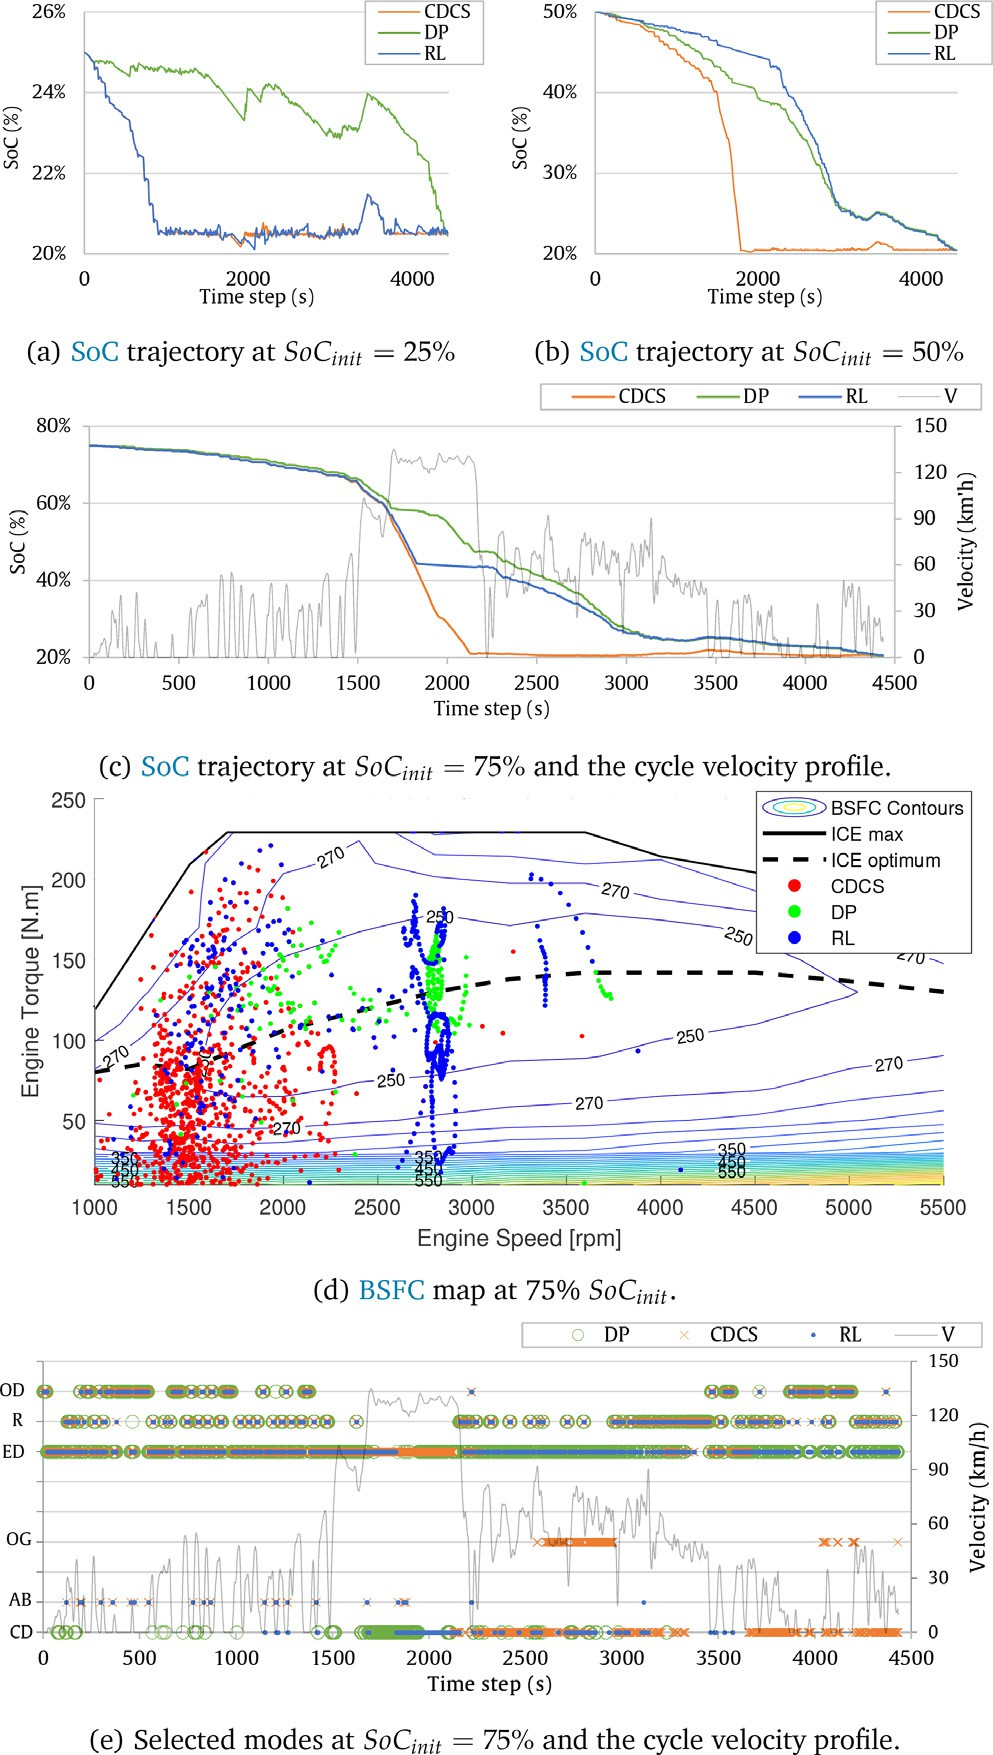 26%
24%
22%
20%
SoC (%)
0
2000
4000
Time step (s)
CDCS
DP
RL
50%
40%
30%
20%
SoC (%)
0
2000
4000
Time step (s)
CDCS
DP
RL
(a) SoC trajectory at SoCinit = 25%
(b) SoC trajectory at SoCinit = 50%
CDCS DP RL V
80%
60%
40%
20%
SoC (%)
150
120
90
60
30
0
Velocity (km'h)
0 500 1000 1500 2000 2500 3000 3500 4000 4500
Time step (s)
(c) SoC trajectory at SoCinit = 75% and the cycle velocity profile.
250
200
150
100
50
Engine Torque [N.m]
BSFC Contours
ICE max
ICE optimum
CDCS
DP
RL
270
270
250
250
270
270
250
250
250
270
270
270
350
450
550
350
450
550
350
450
550
1000 1500 2000 2500 3000 3500 4000 4500 5000 5500
Engine Speed [rpm]
(d) BSFC map at 75% SoCinit.
DP CDCS RL V
OD
R
ED
OG
AB
CD
150
120
90
60
30
0
Velocity (km/h)
0 500 1000 1500 2000 2500 3000 3500 4000 4500
Time step (s)
(e) Selected modes at SoCinit = 75% and the cycle velocity profile.